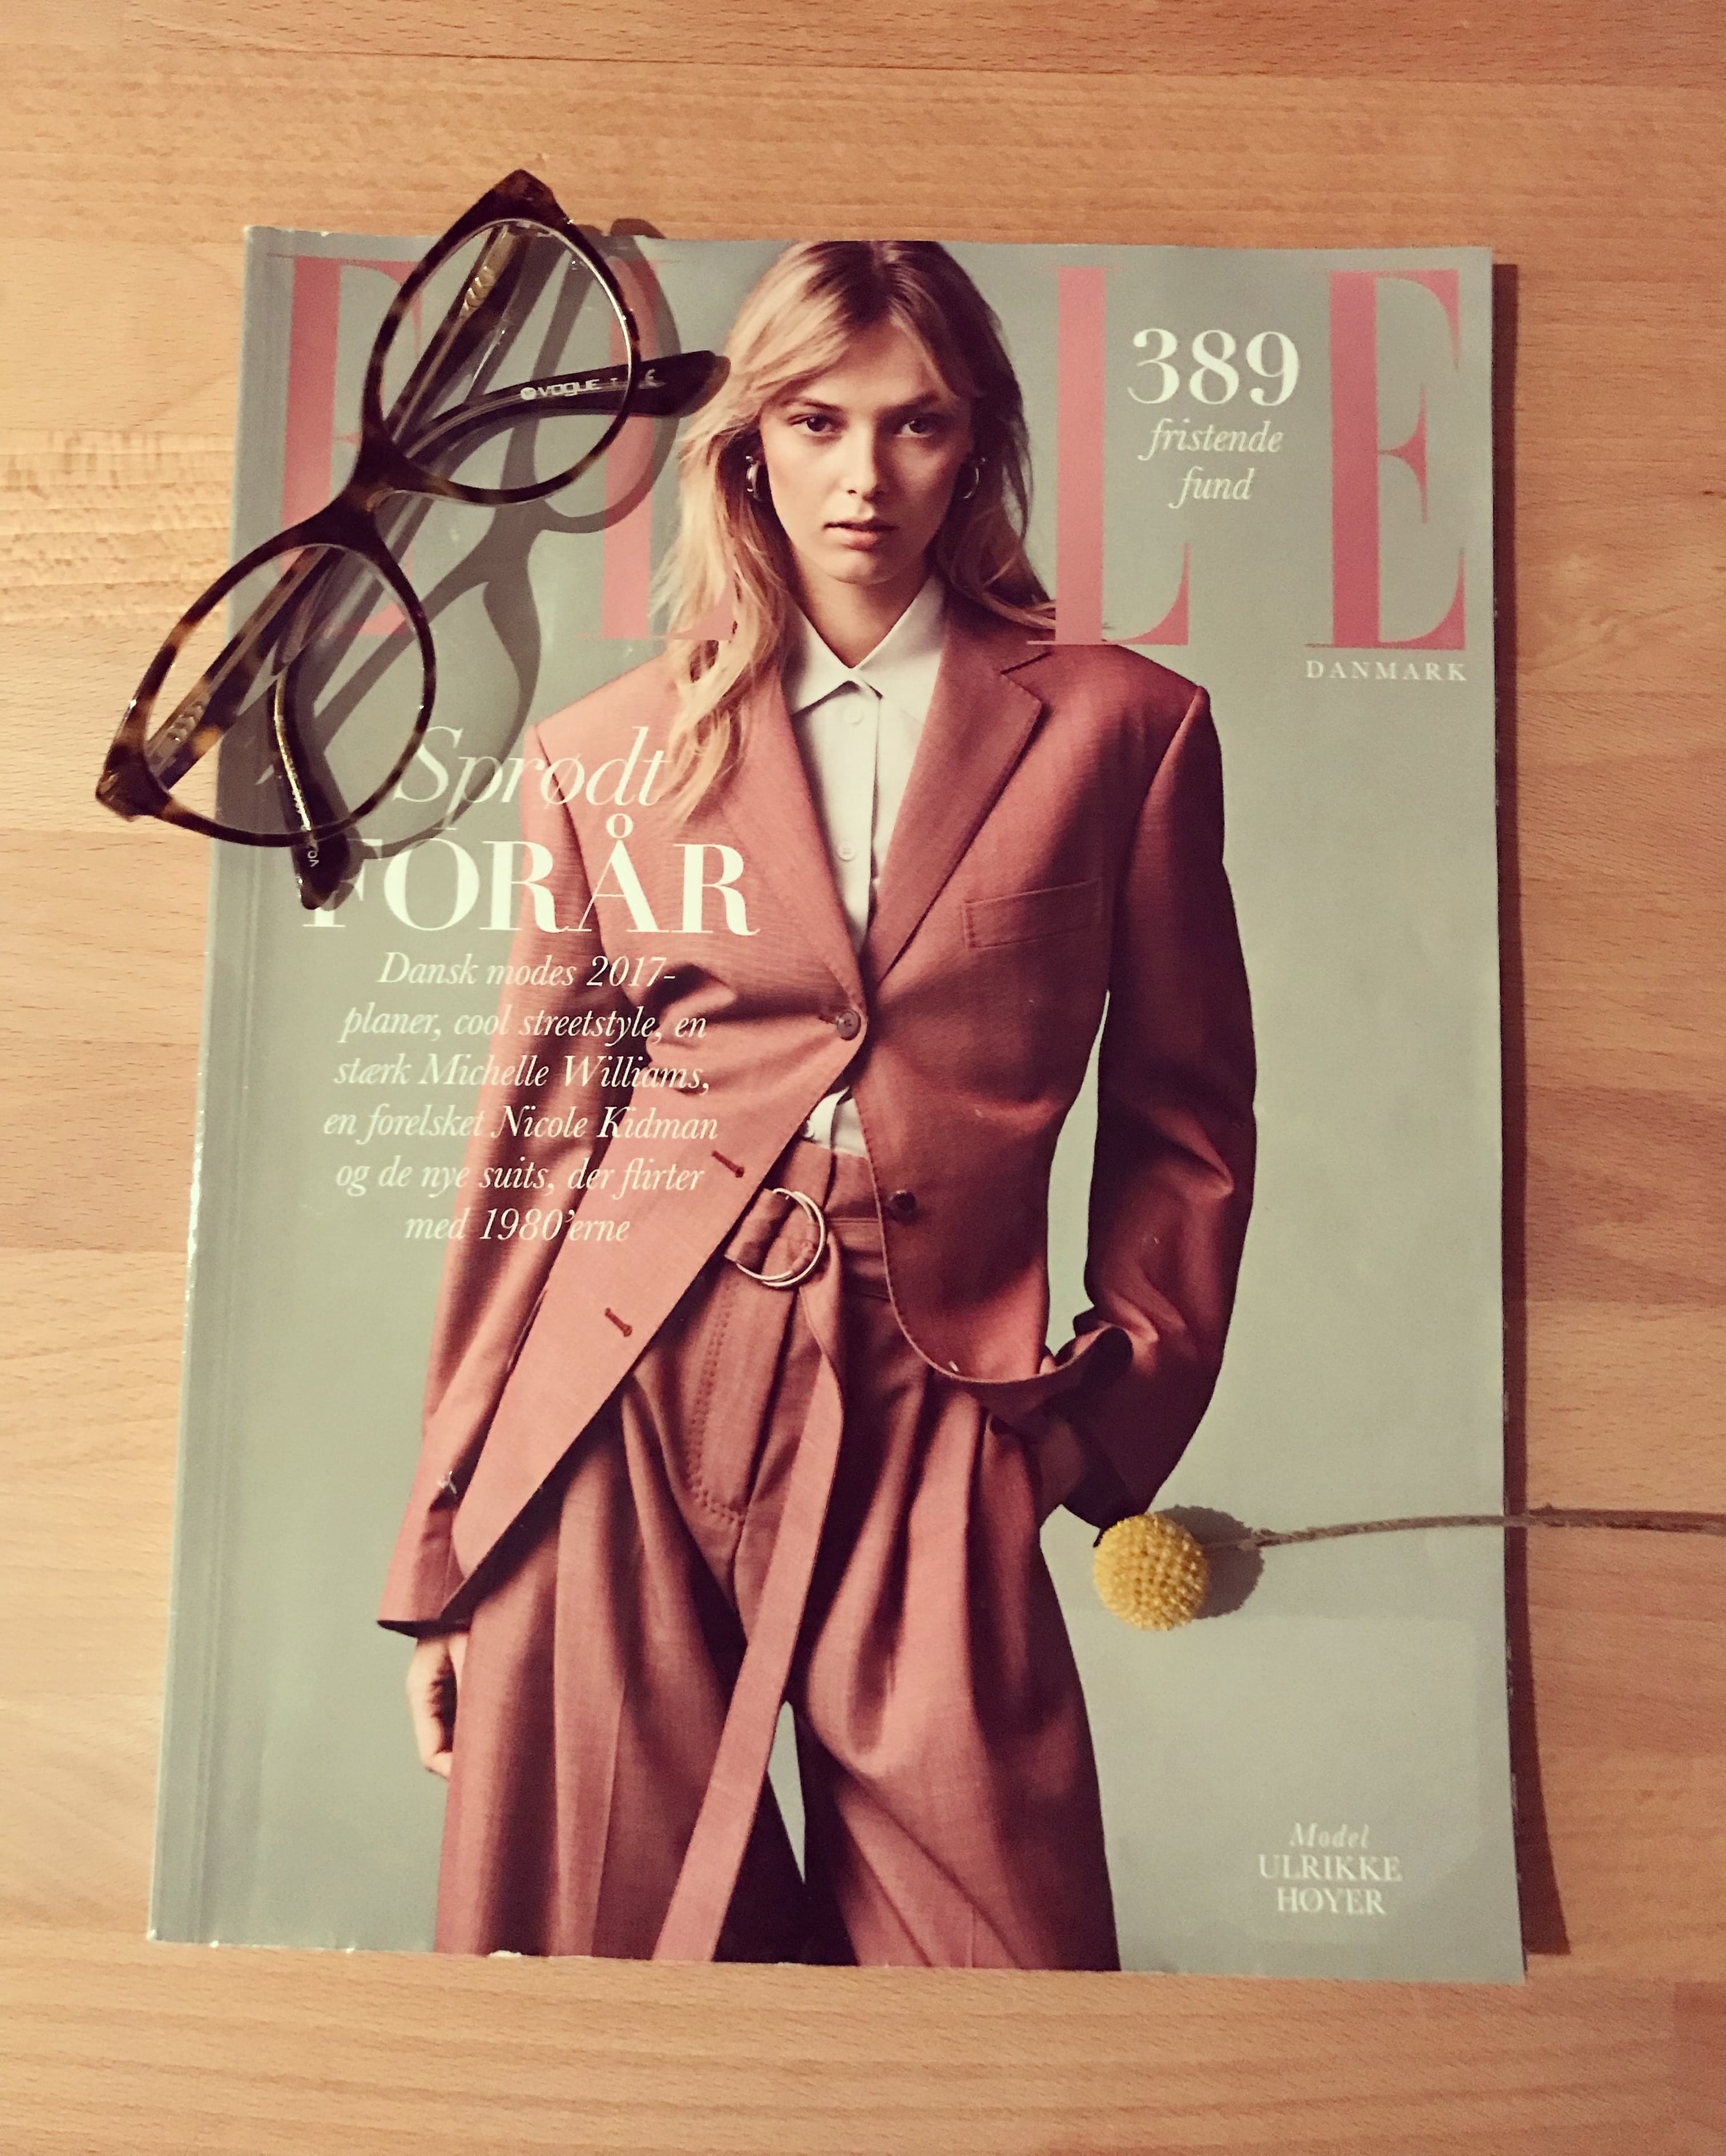 ELLE
DANMARK
389
fristende
fund
VOGUE
Sprødt
FORÅR
Dansk modes 2017-
planer, cool streetstyle, en
stærk Michelle Williams,
en forelsket Nicole Kidman
og de nye suits, der flirter
med 1980'erne
VO
Model
ULRIKKE
HØYER